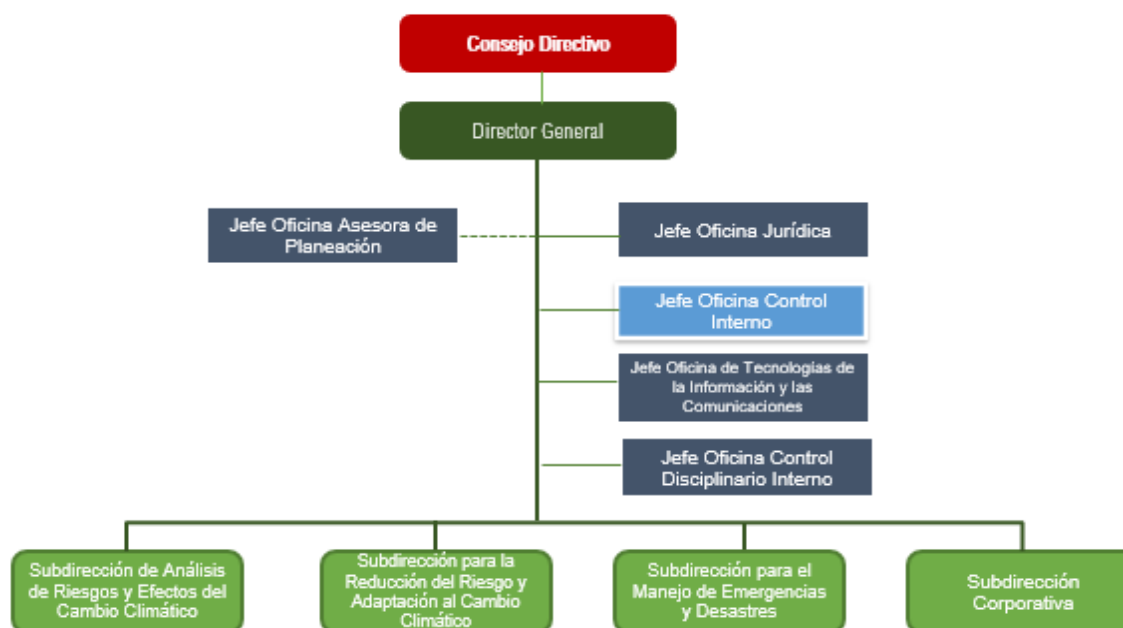 Consejo Directivo
Director General
Jefe Oficina Asesora de
Planeación
Jefe Oficina Jurídica
Jefe Oficina Control
Interno
Jefe Oficina de Tecnologías de
la Información y las
Comunicaciones
Jefe Oficina Control
Disciplinario Interno
Subdirección de Análisis
de Riesgos y Efectos del
Cambio Climático
Subdirección para la
Reducción del Riesgo y
Adaptación al Cambio
Climático
Subdirección para el
Manejo de Emergencias
y Desastres
Subdirección
Corporativa